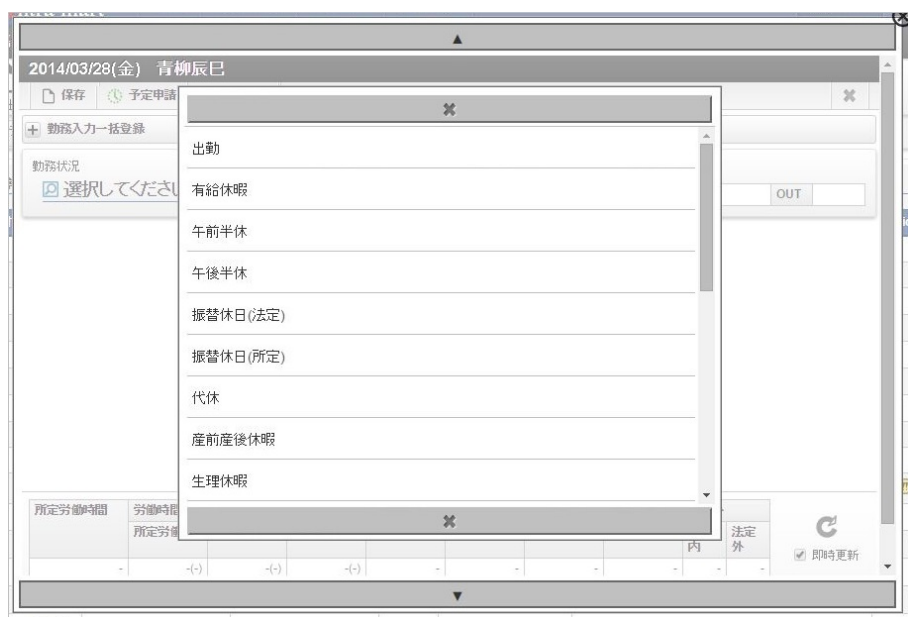 2014/03/28(金) 青柳辰巳
保存 予定申請
勤務入力一括登録
勤務状況
選択してくださ
OUT
出勤
有給休暇
午前半休
午後半休
振替休日(法定)
振替休日(所定)
代休
産前産後休暇
生理休暇
所定労働時間 労働時間
所定労働
内 法定外
即時更新
- -(-) -(-) -(-) - - - - - -